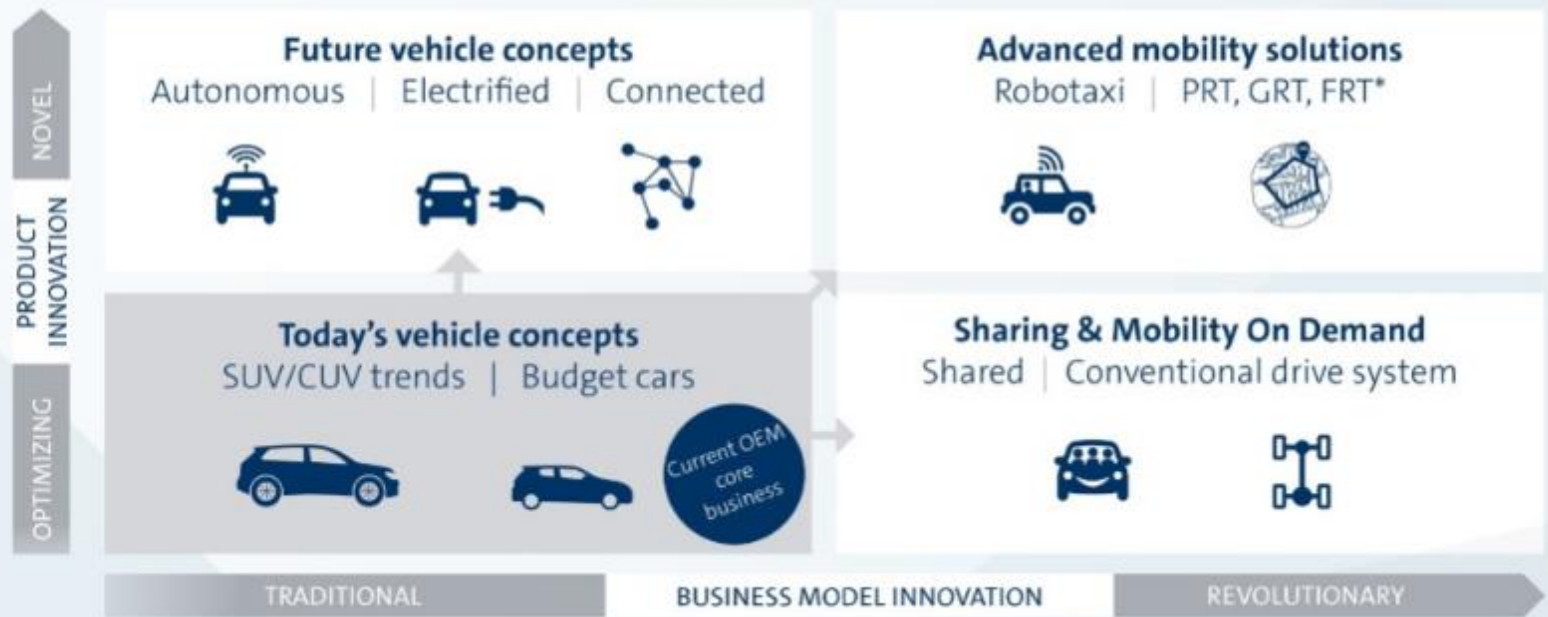 NOVEL
PRODUCT
INNOVATION
OPTIMIZING
Future vehicle concepts
Autonomous | Electrified | Connected
Advanced mobility solutions
Robotaxi | PRT, GRT, FRT*
Today's vehicle concepts
SUV/CUV trends | Budget cars
Current OEM
core
business
Sharing & Mobility On Demand
Shared | Conventional drive system
TRADITIONAL
BUSINESS MODEL INNOVATION
REVOLUTIONARY